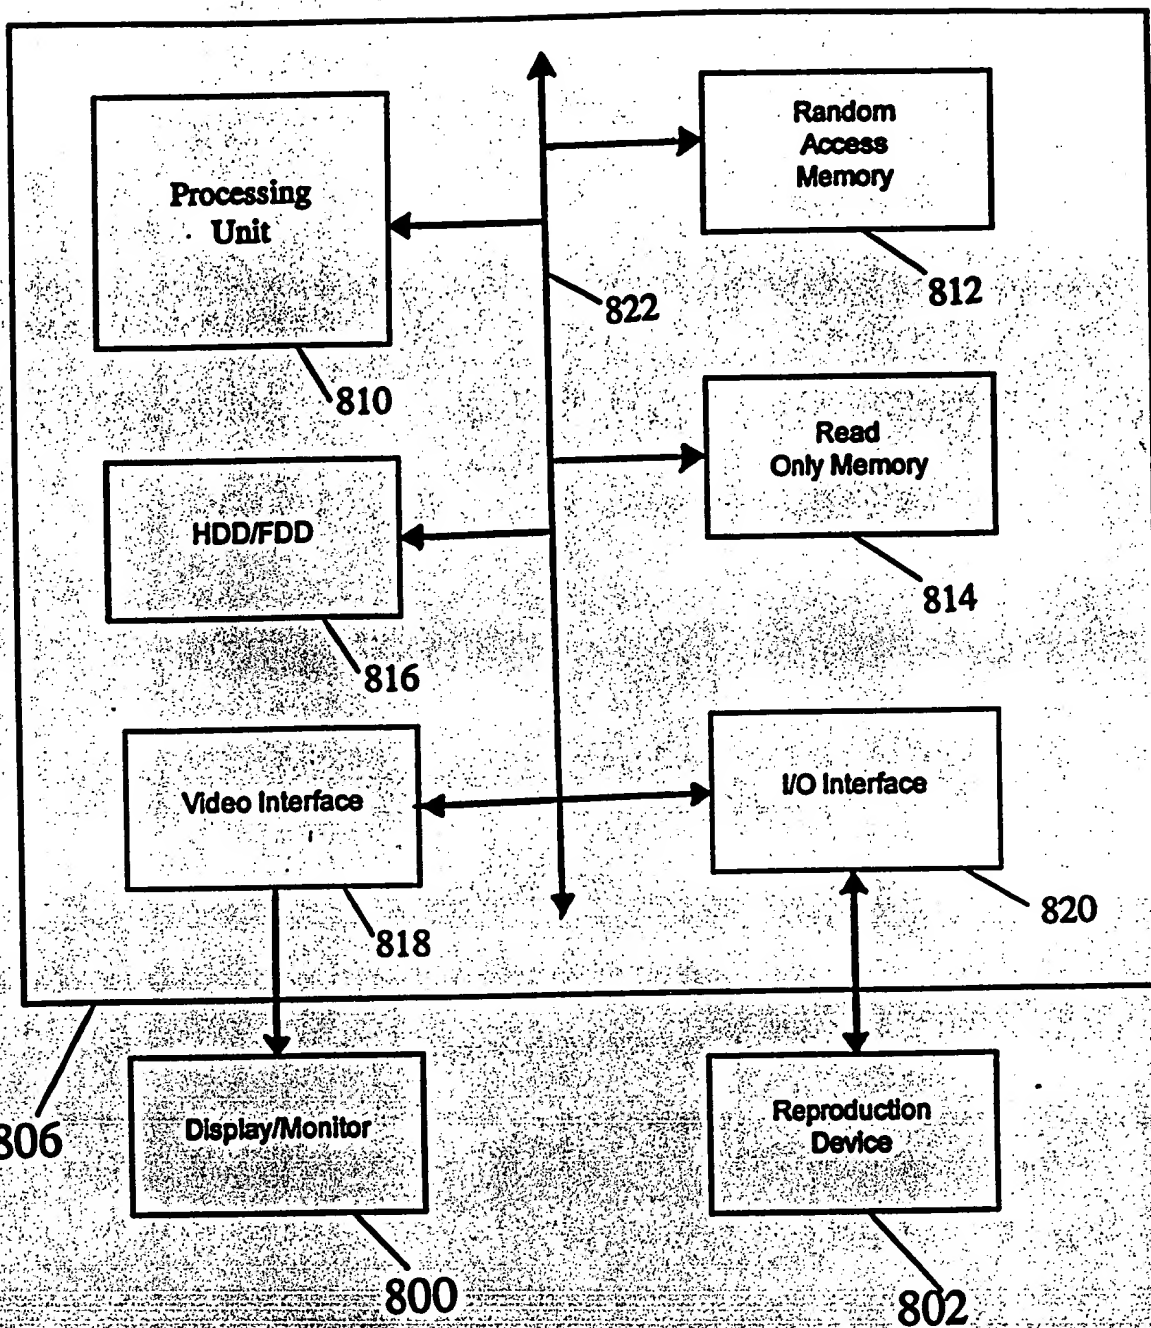 Processing
Unit
810
Random
Access
Memory
812
822
Read
Only Memory
814
HDD/FDD
816
Video Interface
818
I/O Interface
820
806
Display/Monitor
800
Reproduction
Device
802